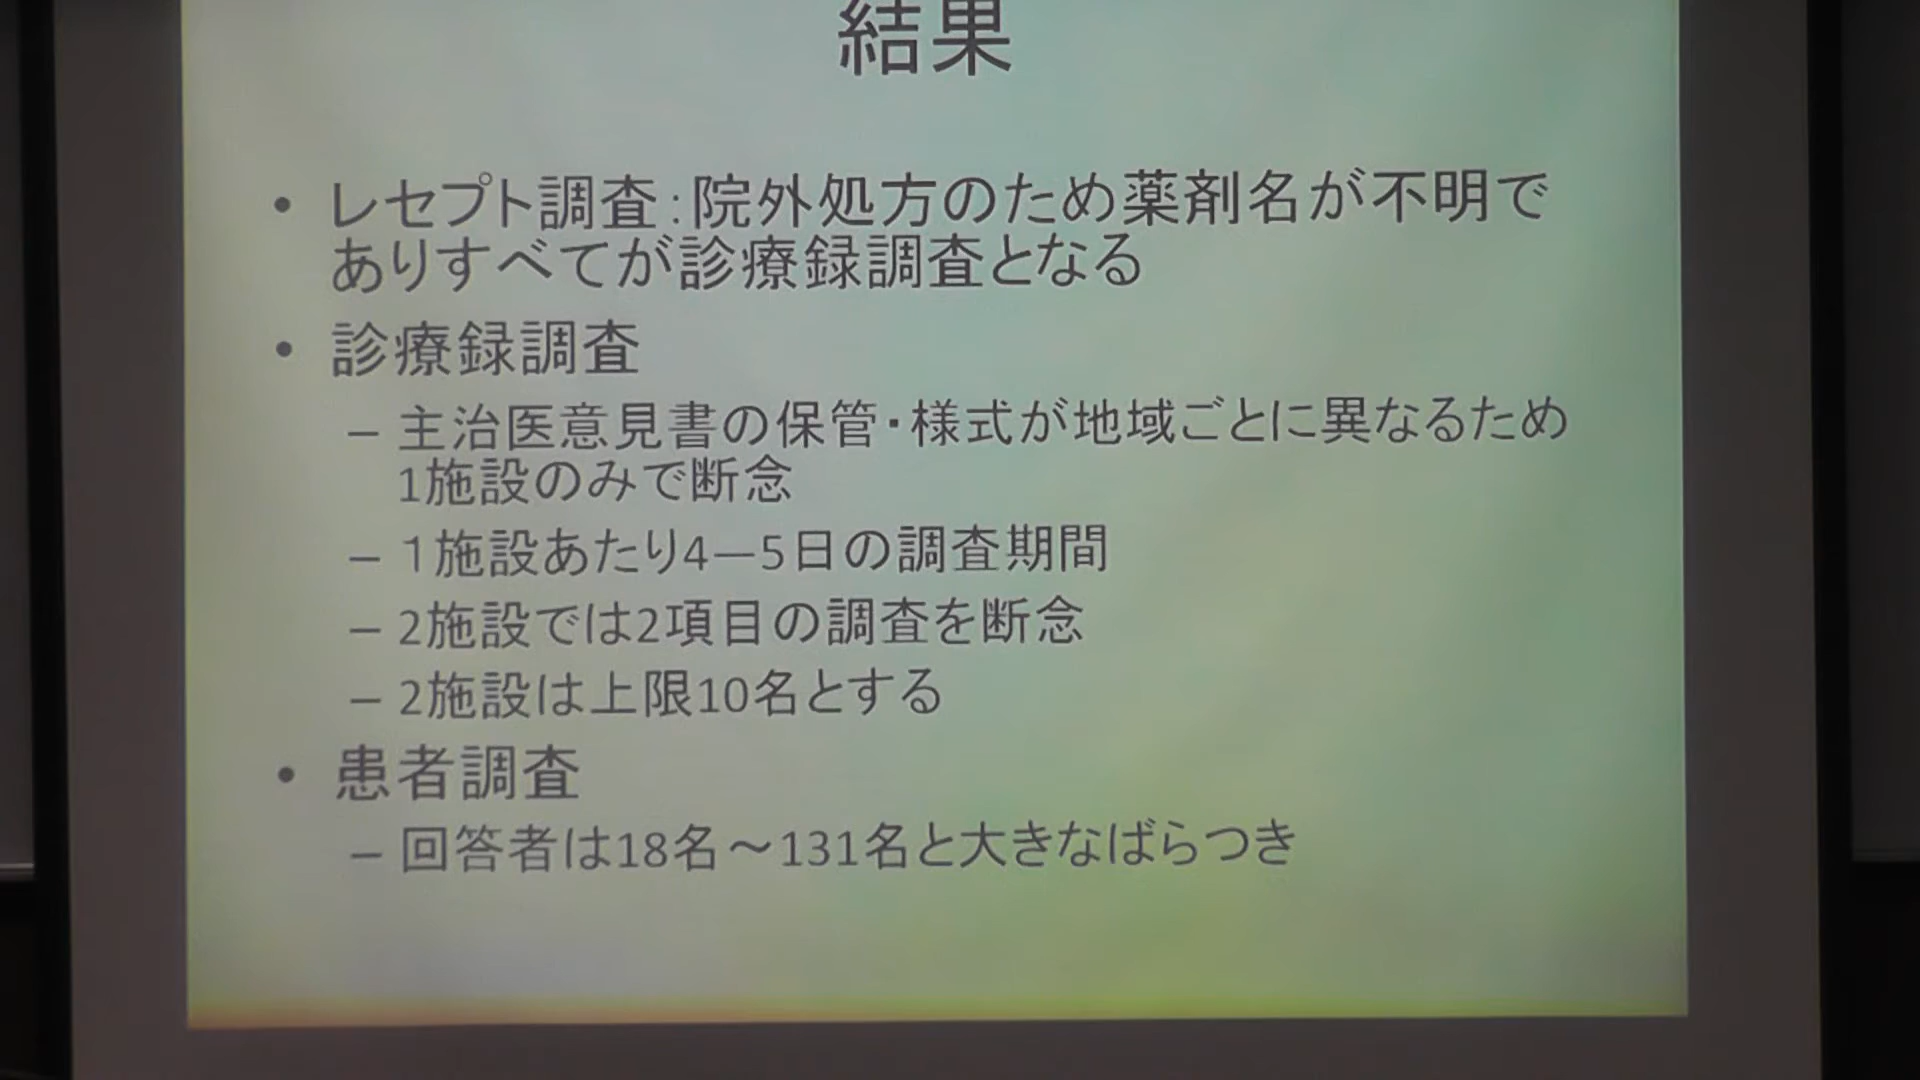 結果
• レセプト調査:院外処方のため薬剤名が不明で
ありすべてが診療録調査となる
• 診療録調査
– 主治医意見書の保管・様式が地域ごとに異なるため
1施設のみで断念
– １施設あたり4―5日の調査期間
– 2施設では2項目の調査を断念
– 2施設は上限10名とする
• 患者調査
– 回答者は18名～131名と大きなばらつき